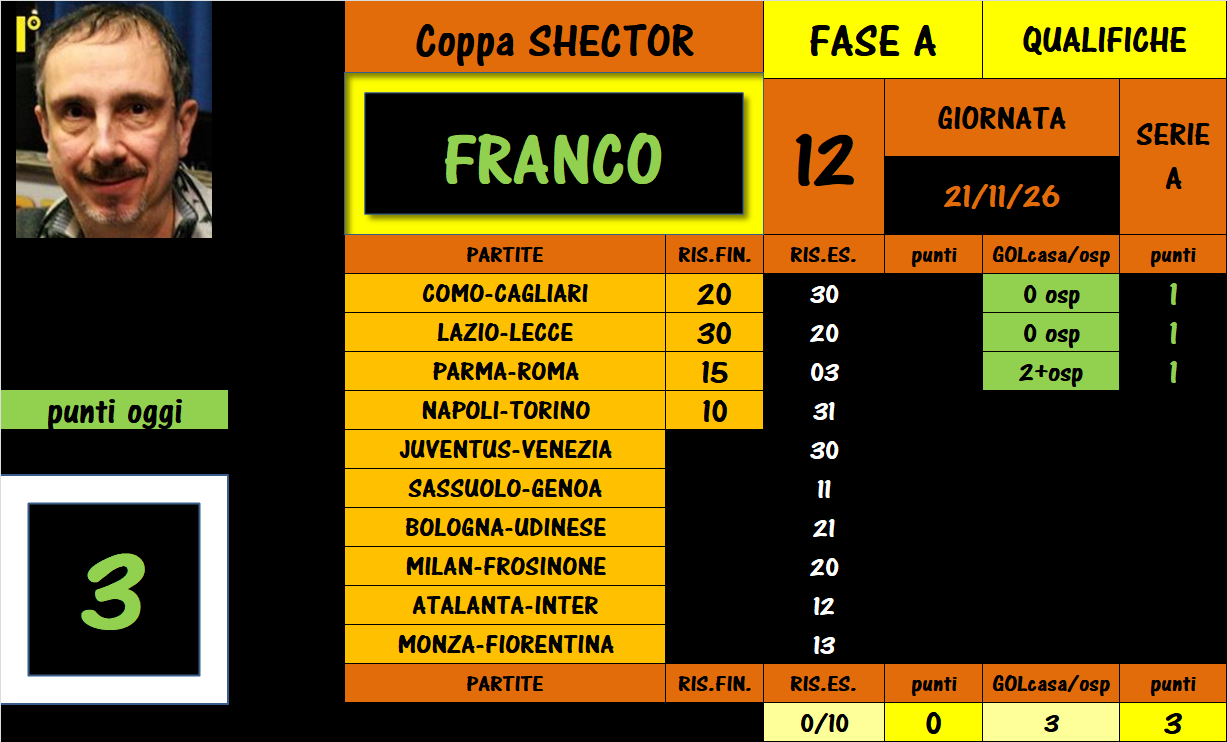 1°
Coppa SHECTOR
FASE A
QUALIFICHE
FRANCO
12
GIORNATA
21/11/26
SERIE
A
PARTITE RIS.FIN. RIS.ES. punti GOLcasa/osp punti
COMO-CAGLIARI 20 30 0 osp 1
LAZIO-LECCE 30 20 0 osp 1
PARMA-ROMA 15 03 2+osp 1
NAPOLI-TORINO 10 31
JUVENTUS-VENEZIA 30
SASSUOLO-GENOA 11
BOLOGNA-UDINESE 21
MILAN-FROSINONE 20
ATALANTA-INTER 12
MONZA-FIORENTINA 13
PARTITE RIS.FIN. RIS.ES. punti GOLcasa/osp punti
0/10 0 3 3
punti oggi
3